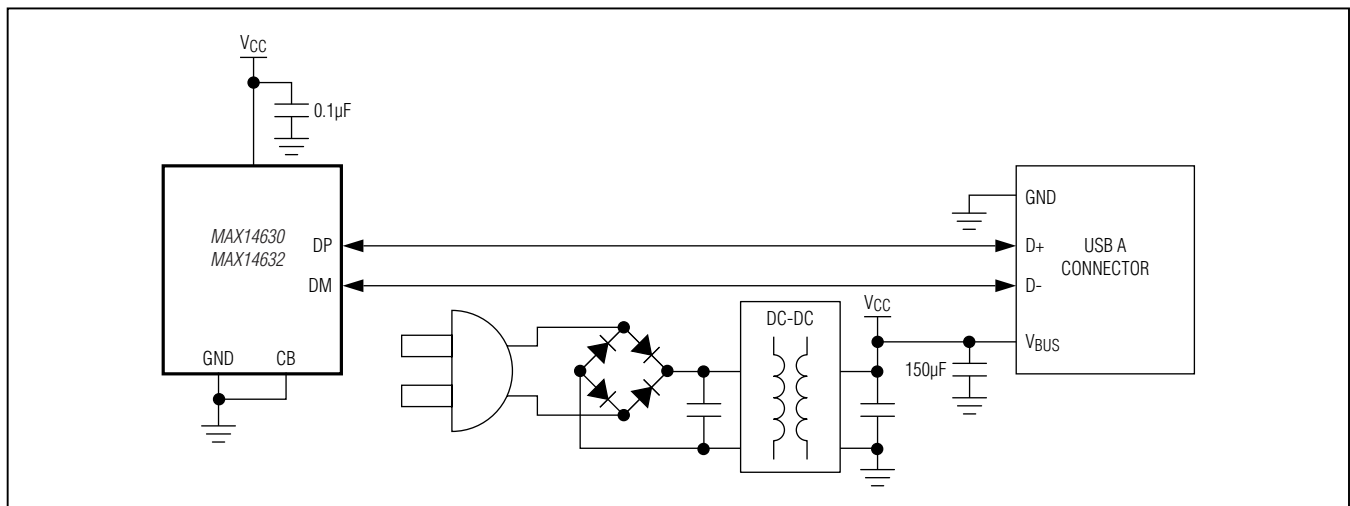 VCC
0.1µF
MAX14630
MAX14632
DP
DM
GND
CB
GND
D+
D-
VBUS
USB A
CONNECTOR
DC-DC
VCC
150µF